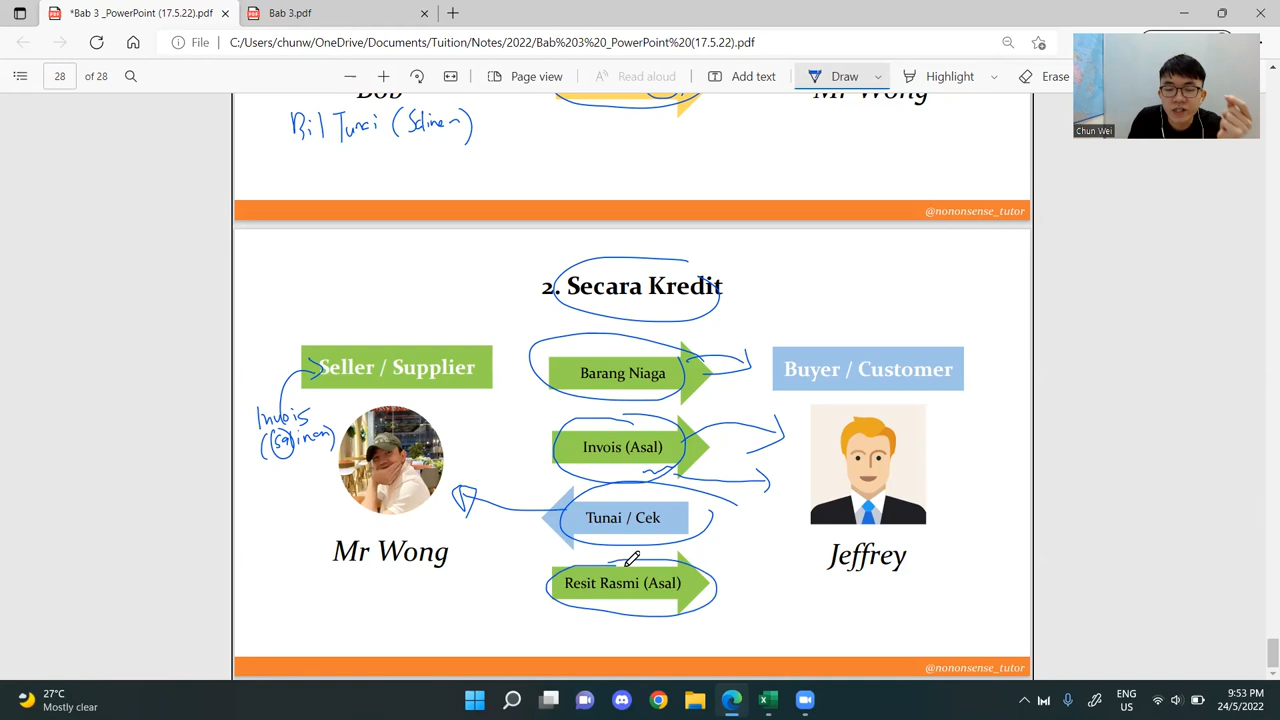 *Bab 3 _PowerPoint (17.5.22).pdf
Bab 3.pdf
File
C:/Users/chunw/OneDrive/Documents/Tuition/Notes/2022/Bab%203%20_PowerPoint%20(17.5.22).pdf
28 of 28
Page view
Read aloud
Add text
Draw
Highlight
Erase
Bob
Mr Wong
Chun Wei
Bil Tunai (Salinan)
@nononsense_tutor
2. Secara Kredit
Seller / Supplier
Barang Niaga
Buyer / Customer
Invois
(Salinan)
Invois (Asal)
Tunai / Cek
Mr Wong
Jeffrey
Resit Rasmi (Asal)
@nononsense_tutor
27°C
Mostly clear
ENG
US
9:53 PM
24/5/2022